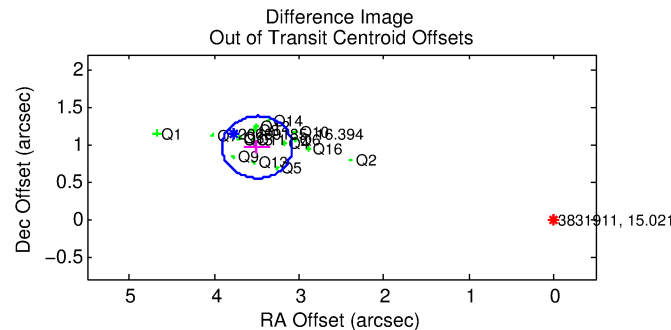 Difference Image
Out of Transit Centroid Offsets
Dec Offset (arcsec)
2
1.5
1
0.5
0
−0.5
Q14
Q1
Q10
16.394
Q16
Q2
Q9
Q13
Q5
3831911, 15.021
5
4
3
2
1
0
RA Offset (arcsec)